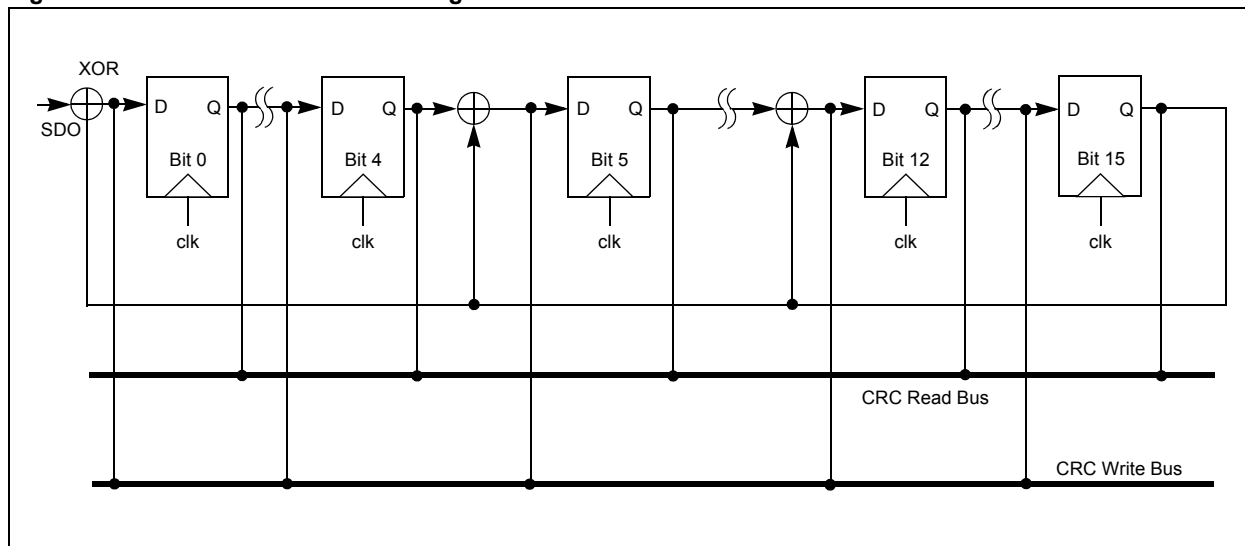 XOR
SDO
D Q
Bit 0
clk
D Q
Bit 4
clk
D Q
Bit 5
clk
D Q
Bit 12
clk
D Q
Bit 15
clk
CRC Read Bus
CRC Write Bus